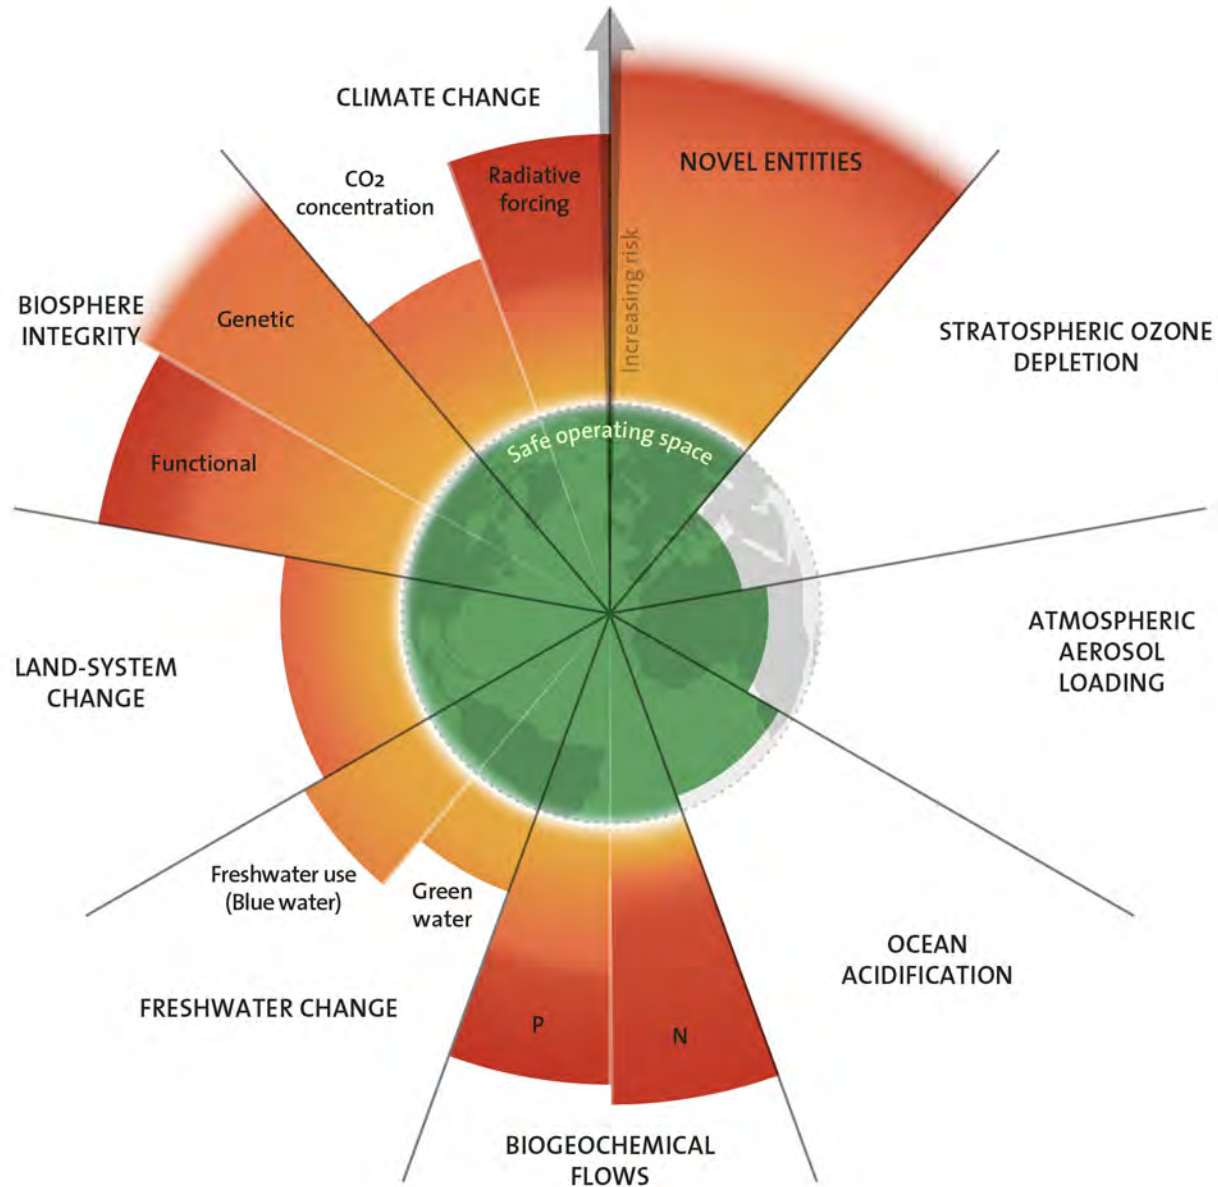 CLIMATE CHANGE
CO2
concentration
Radiative
forcing
NOVEL ENTITIES
Increasing risk
STRATOSPHERIC OZONE
DEPLETION
BIOSPHERE
INTEGRITY
Genetic
Functional
Safe operating space
ATMOSPHERIC
AEROSOL
LOADING
LAND-SYSTEM
CHANGE
Freshwater use
(Blue water)
Green
water
FRESHWATER CHANGE
OCEAN
ACIDIFICATION
P
N
BIOGEOCHEMICAL
FLOWS